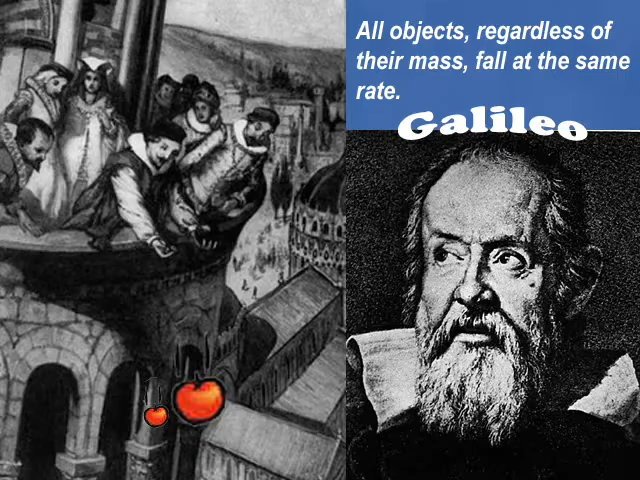 All objects, regardless of
their mass, fall at the same
rate.
Galileo